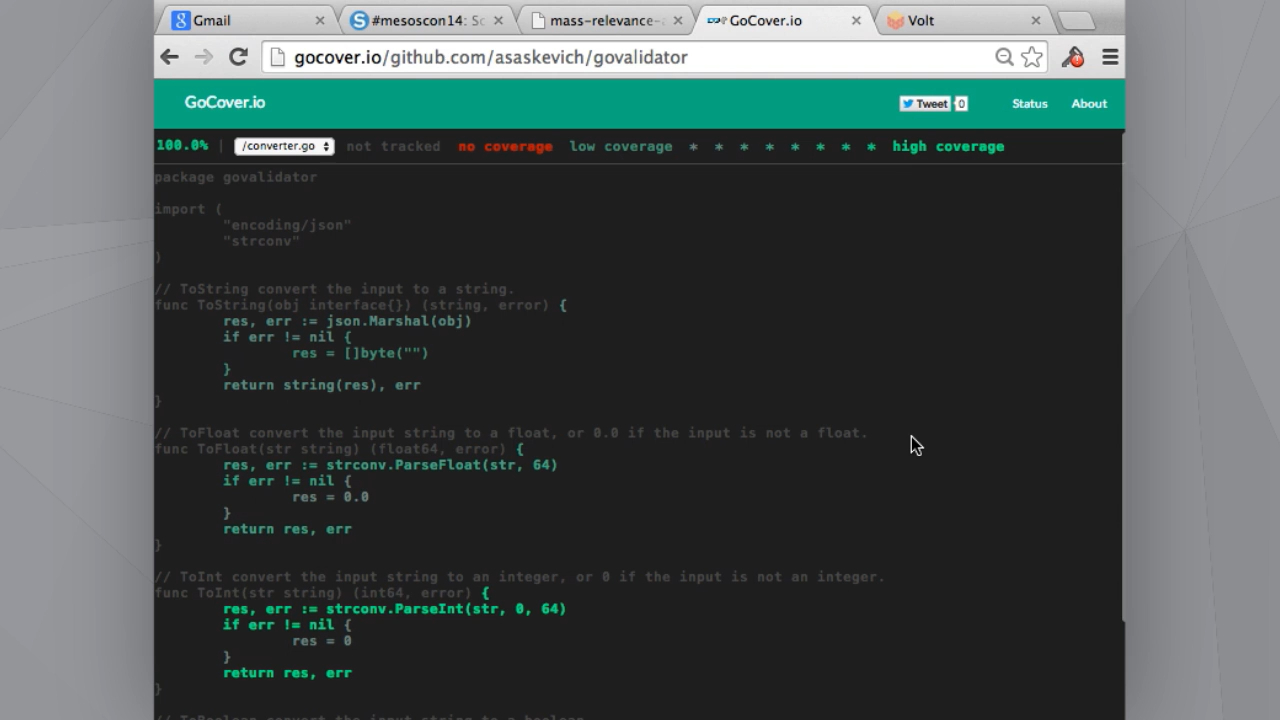 Gmail
#mesoscon14: Sc
mass-relevance-
GoCover.io
Volt
gocover.io/github.com/asaskevich/govalidator
GoCover.io
Tweet 0
Status
About
100.0% | /converter.go not tracked no coverage low coverage * * * * * * * * high coverage
package govalidator
import (
"encoding/json"
"strconv"
)
// ToString convert the input to a string.
func ToString(obj interface{}) (string, error) {
res, err := json.Marshal(obj)
if err != nil {
res = []byte("")
}
return string(res), err
}
// ToFloat convert the input string to a float, or 0.0 if the input is not a float.
func ToFloat(str string) (float64, error) {
res, err := strconv.ParseFloat(str, 64)
if err != nil {
res = 0.0
}
return res, err
}
// ToInt convert the input string to an integer, or 0 if the input is not an integer.
func ToInt(str string) (int64, error) {
res, err := strconv.ParseInt(str, 0, 64)
if err != nil {
res = 0
}
return res, err
}
// ToBoolean convert the input string to a boolean.